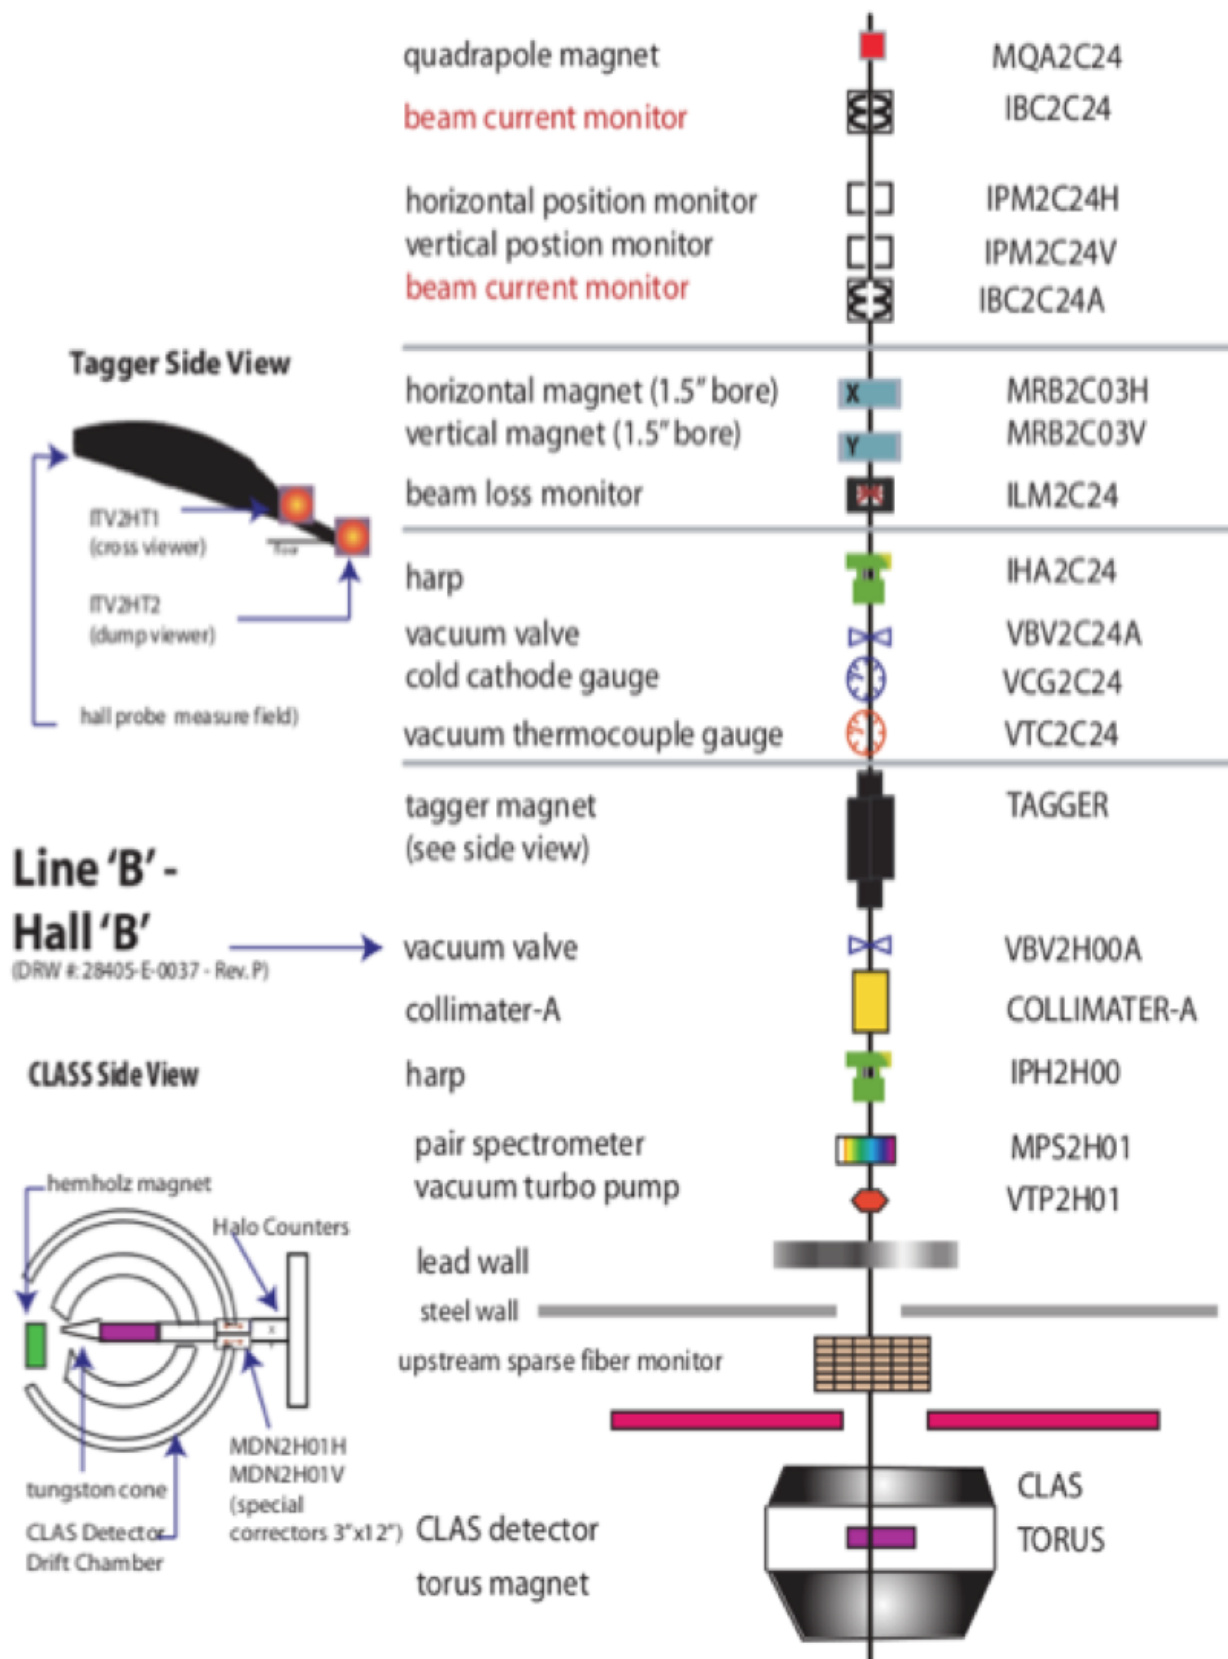 quadrapole magnet MQA2C24
beam current monitor IBC2C24
horizontal position monitor IPM2C24H
vertical postion monitor IPM2C24V
beam current monitor IBC2C24A
Tagger Side View
horizontal magnet (1.5" bore) X MRB2C03H
vertical magnet (1.5" bore) Y MRB2C03V
beam loss monitor ILM2C24
ITV2HT1
(cross viewer)
floor
harp IHA2C24
ITV2HT2
(dump viewer)
vacuum valve VBV2C24A
cold cathode gauge VCG2C24
hall probe measure field)
vacuum thermocouple gauge VTC2C24
tagger magnet TAGGER
(see side view)
Line 'B' -
Hall 'B'
(DRW #: 28405-E-0037 - Rev. P)
vacuum valve VBV2H00A
collimater-A COLLIMATER-A
CLASS Side View
harp IPH2H00
pair spectrometer MPS2H01
vacuum turbo pump VTP2H01
hemholz magnet
Halo Counters
lead wall
steel wall
X
upstream sparse fiber monitor
MDN2H01H
MDN2H01V
(special
correctors 3"x12")
tungston cone
CLAS Detector
Drift Chamber
CLAS detector CLAS
torus magnet TORUS